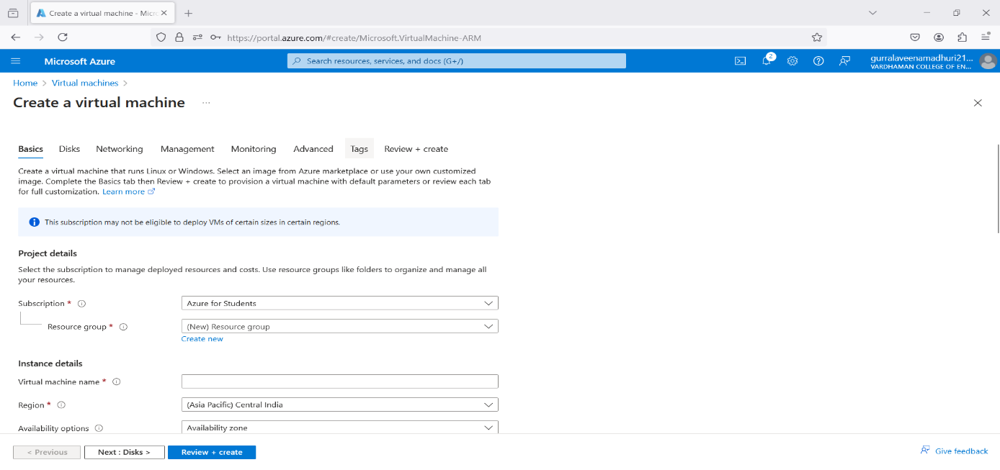 Create a virtual machine - Micro
https://portal.azure.com/#create/Microsoft.VirtualMachine-ARM
Microsoft Azure
Search resources, services, and docs (G+/)
2
gurralaveenamadhuri21...
VARDHAMAN COLLEGE OF EN...
Home > Virtual machines >
Create a virtual machine ...
Basics Disks Networking Management Monitoring Advanced Tags Review + create
Create a virtual machine that runs Linux or Windows. Select an image from Azure marketplace or use your own customized
image. Complete the Basics tab then Review + create to provision a virtual machine with default parameters or review each tab
for full customization. Learn more
This subscription may not be eligible to deploy VMs of certain sizes in certain regions.
Project details
Select the subscription to manage deployed resources and costs. Use resource groups like folders to organize and manage all
your resources.
Subscription * Azure for Students
Resource group * (New) Resource group
Create new
Instance details
Virtual machine name *
Region * (Asia Pacific) Central India
Availability options Availability zone
< Previous Next : Disks > Review + create Give feedback